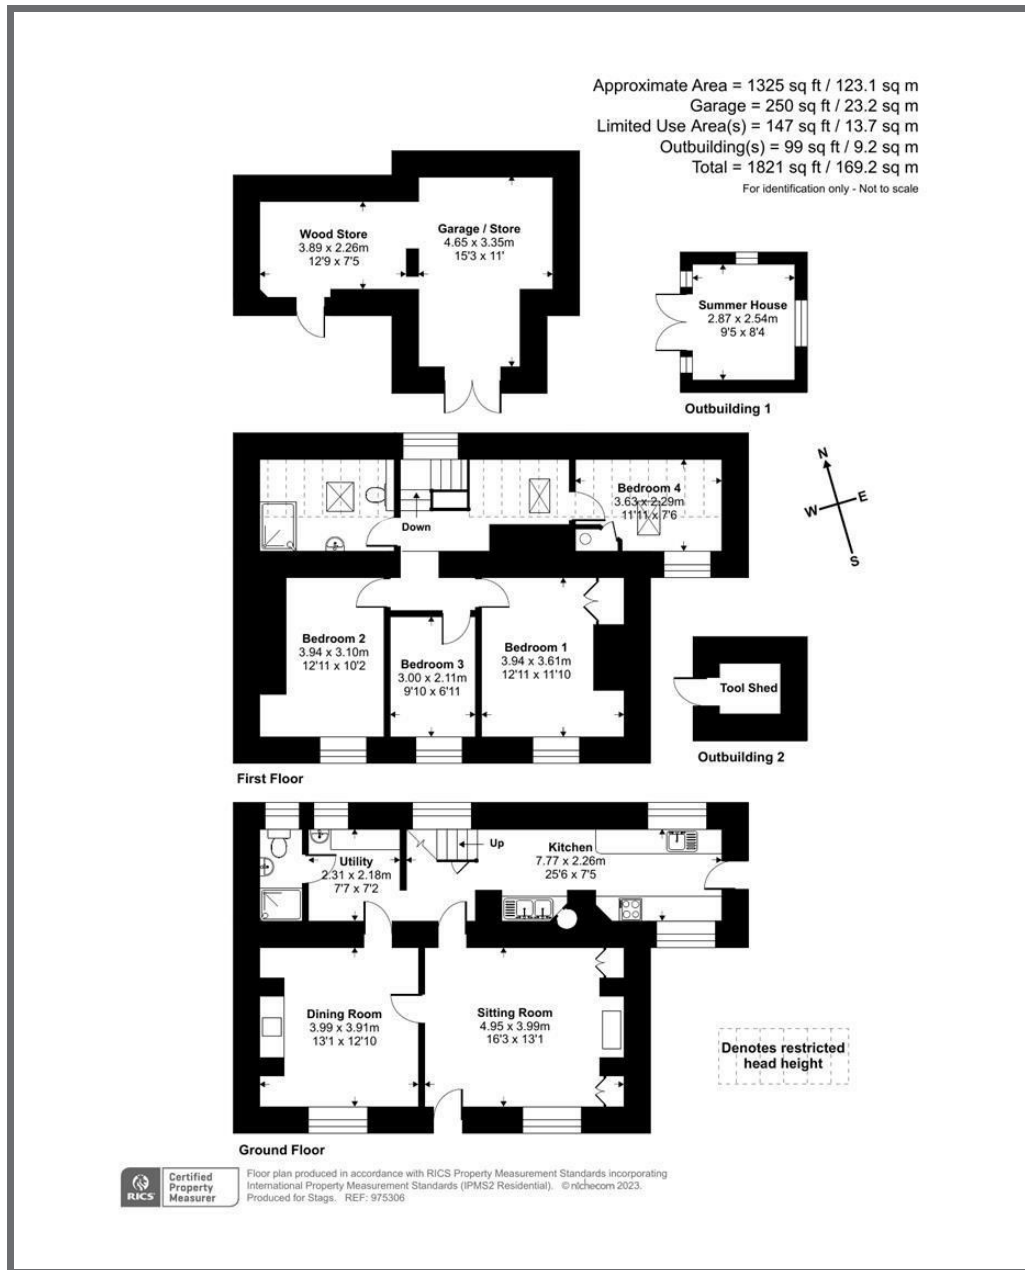 Approximate Area = 1325 sq ft / 123.1 sq m
Garage = 250 sq ft / 23.2 sq m
Limited Use Area(s) = 147 sq ft / 13.7 sq m
Outbuilding(s) = 99 sq ft / 9.2 sq m
Total = 1821 sq ft / 169.2 sq m
For identification only - Not to scale
Wood Store
3.89 x 2.26m
12'9 x 7'5
Garage / Store
4.65 x 3.35m
15'3 x 11'
Summer House
2.87 x 2.54m
9'5 x 8'4
Outbuilding 1
N
W
E
S
Down
Bedroom 4
3.63 x 2.29m
11'11 x 7'6
Bedroom 2
3.94 x 3.10m
12'11 x 10'2
Bedroom 3
3.00 x 2.11m
9'10 x 6'11
Bedroom 1
3.94 x 3.61m
12'11 x 11'10
Tool Shed
Outbuilding 2
First Floor
Up
Utility
2.31 x 2.18m
7'7 x 7'2
Kitchen
7.77 x 2.26m
25'6 x 7'5
Dining Room
3.99 x 3.91m
13'1 x 12'10
Sitting Room
4.95 x 3.99m
16'3 x 13'1
Denotes restricted
head height
Ground Floor
RICS
Certified
Property
Measurer
Floor plan produced in accordance with RICS Property Measurement Standards incorporating
International Property Measurement Standards (IPMS2 Residential). © nichecom 2023.
Produced for Stags. REF: 975306